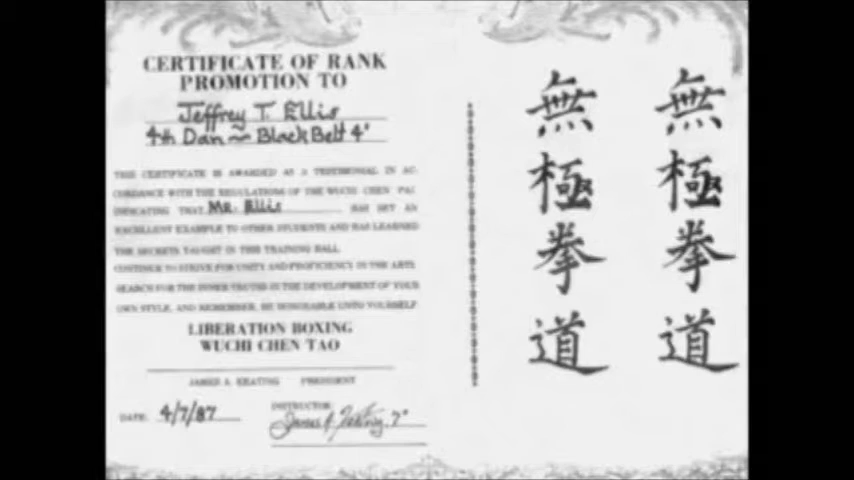 CERTIFICATE OF RANK
PROMOTION TO
Jeffrey T. Ellis
4th Dan ~ Black Belt 4°
THIS CERTIFICATE IS AWARDED AS A TESTIMONIAL IN AC-
CORDANCE WITH THE REGULATIONS OF THE WUCHI CHEN PAI,
INDICATING THAT Mr. Ellis HAS SET AN
EXCELLENT EXAMPLE TO OTHER STUDENTS AND HAS LEARNED
THE SECRETS TAUGHT IN THIS TRAINING HALL.
CONTINUE TO STRIVE FOR UNITY AND PROFICIENCY IN THE ARTS.
SEARCH FOR THE INNER TRUTHS IN THE DEVELOPMENT OF YOUR
OWN STYLE, AND REMEMBER, BE HONORABLE UNTO YOURSELF
LIBERATION BOXING
WUCHI CHEN TAO
JAMES A. KEATING PRESIDENT
DATE: 4/7/87
INSTRUCTOR:
James A. Keating 7°
無極拳道
無極拳道